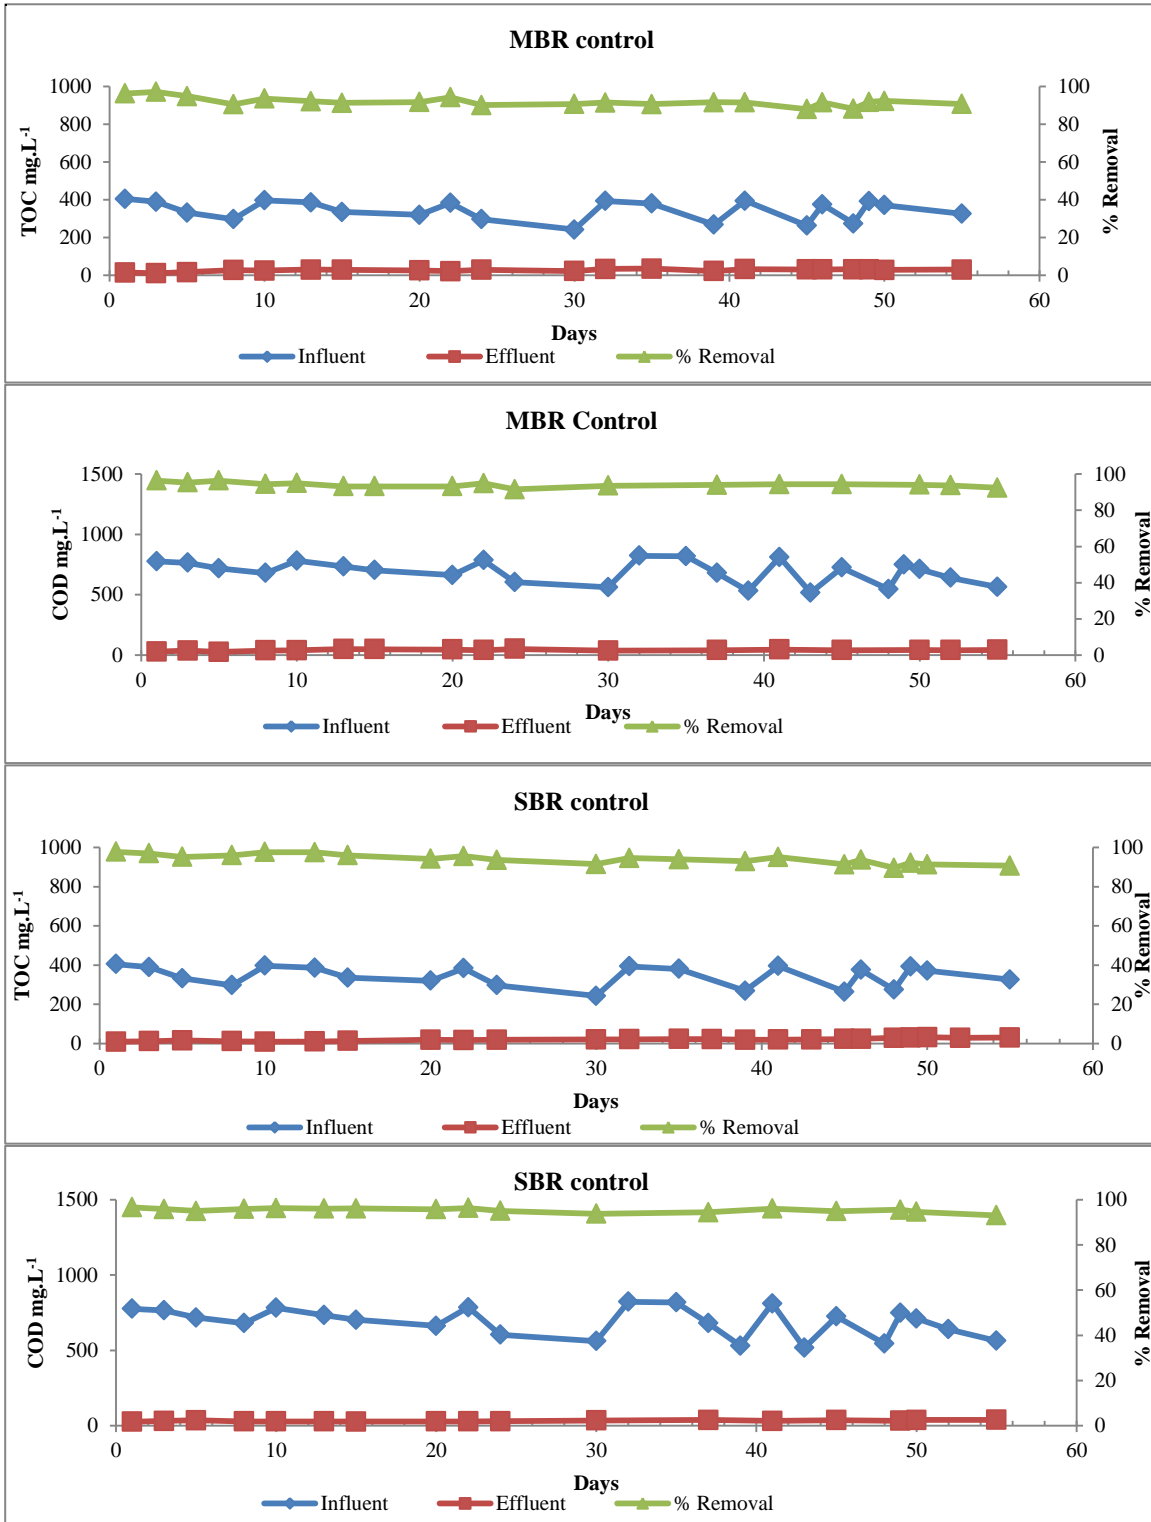 MBR control
1000
800
600
400
200
0
TOC mg.L-1
100
80
60
40
20
0
% Removal
0 10 20 30 40 50 60
Days
Influent Effluent % Removal
MBR Control
1500
1000
500
0
COD mg.L-1
100
80
60
40
20
0
% Removal
0 10 20 30 40 50 60
Days
Influent Effluent % Removal
SBR control
1000
800
600
400
200
0
TOC mg.L-1
100
80
60
40
20
0
% Removal
0 10 20 30 40 50 60
Days
Influent Effluent % Removal
SBR control
1500
1000
500
0
COD mg.L-1
100
80
60
40
20
0
% Removal
0 10 20 30 40 50 60
Days
Influent Effluent % Removal